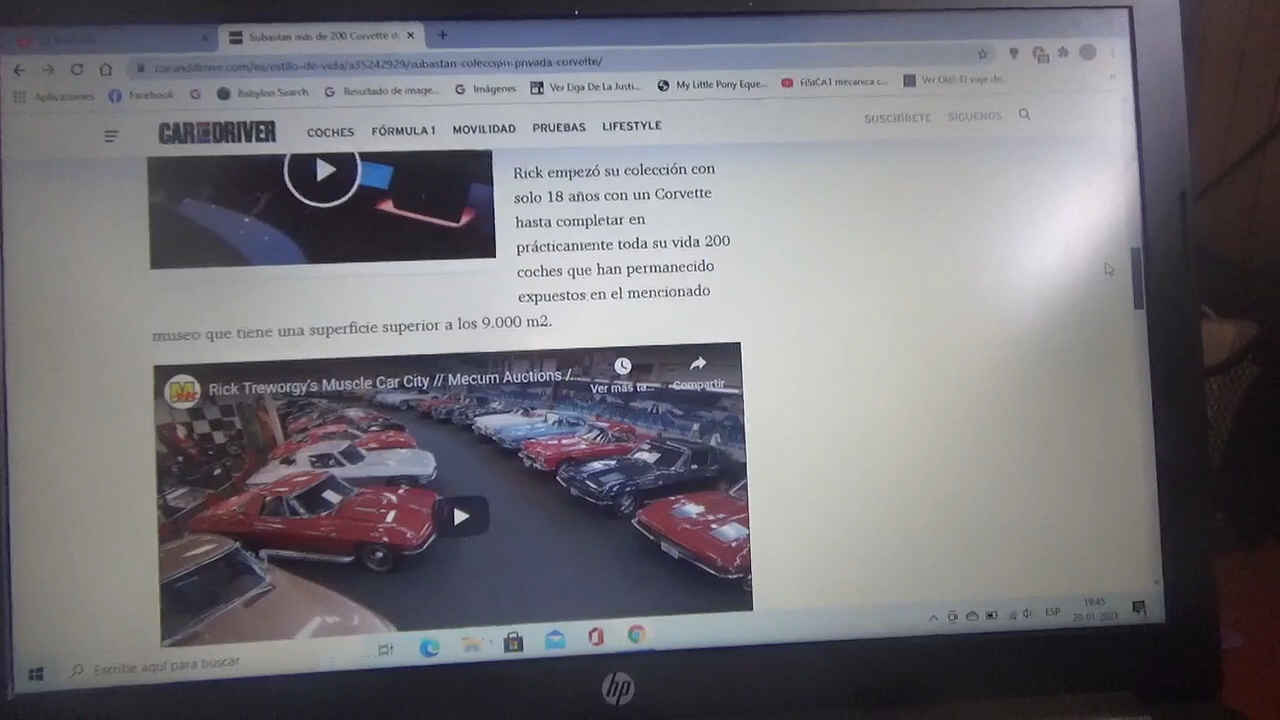 Subastan más de 200 Corvette d
caranddriver.com/es/estilo-de-vida/a35242929/subastan-coleccion-privada-corvette/
Aplicaciones Facebook Babylon Search Resultado de image... Imágenes Ver Liga De La Justi... My Little Pony Eque... FISICA1 mecanica c... Ver Olé! El viaje de...
CAR AND DRIVER COCHES FÓRMULA 1 MOVILIDAD PRUEBAS LIFESTYLE SUSCRÍBETE SÍGUENOS
Rick empezó su colección con
solo 18 años con un Corvette
hasta completar en
prácticamente toda su vida 200
coches que han permanecido
expuestos en el mencionado
museo que tiene una superficie superior a los 9.000 m2.
Rick Treworgy's Muscle Car City // Mecum Auctions /...
Ver más ta... Compartir
Escribe aquí para buscar
ESP
19:45
20-01-2021
hp